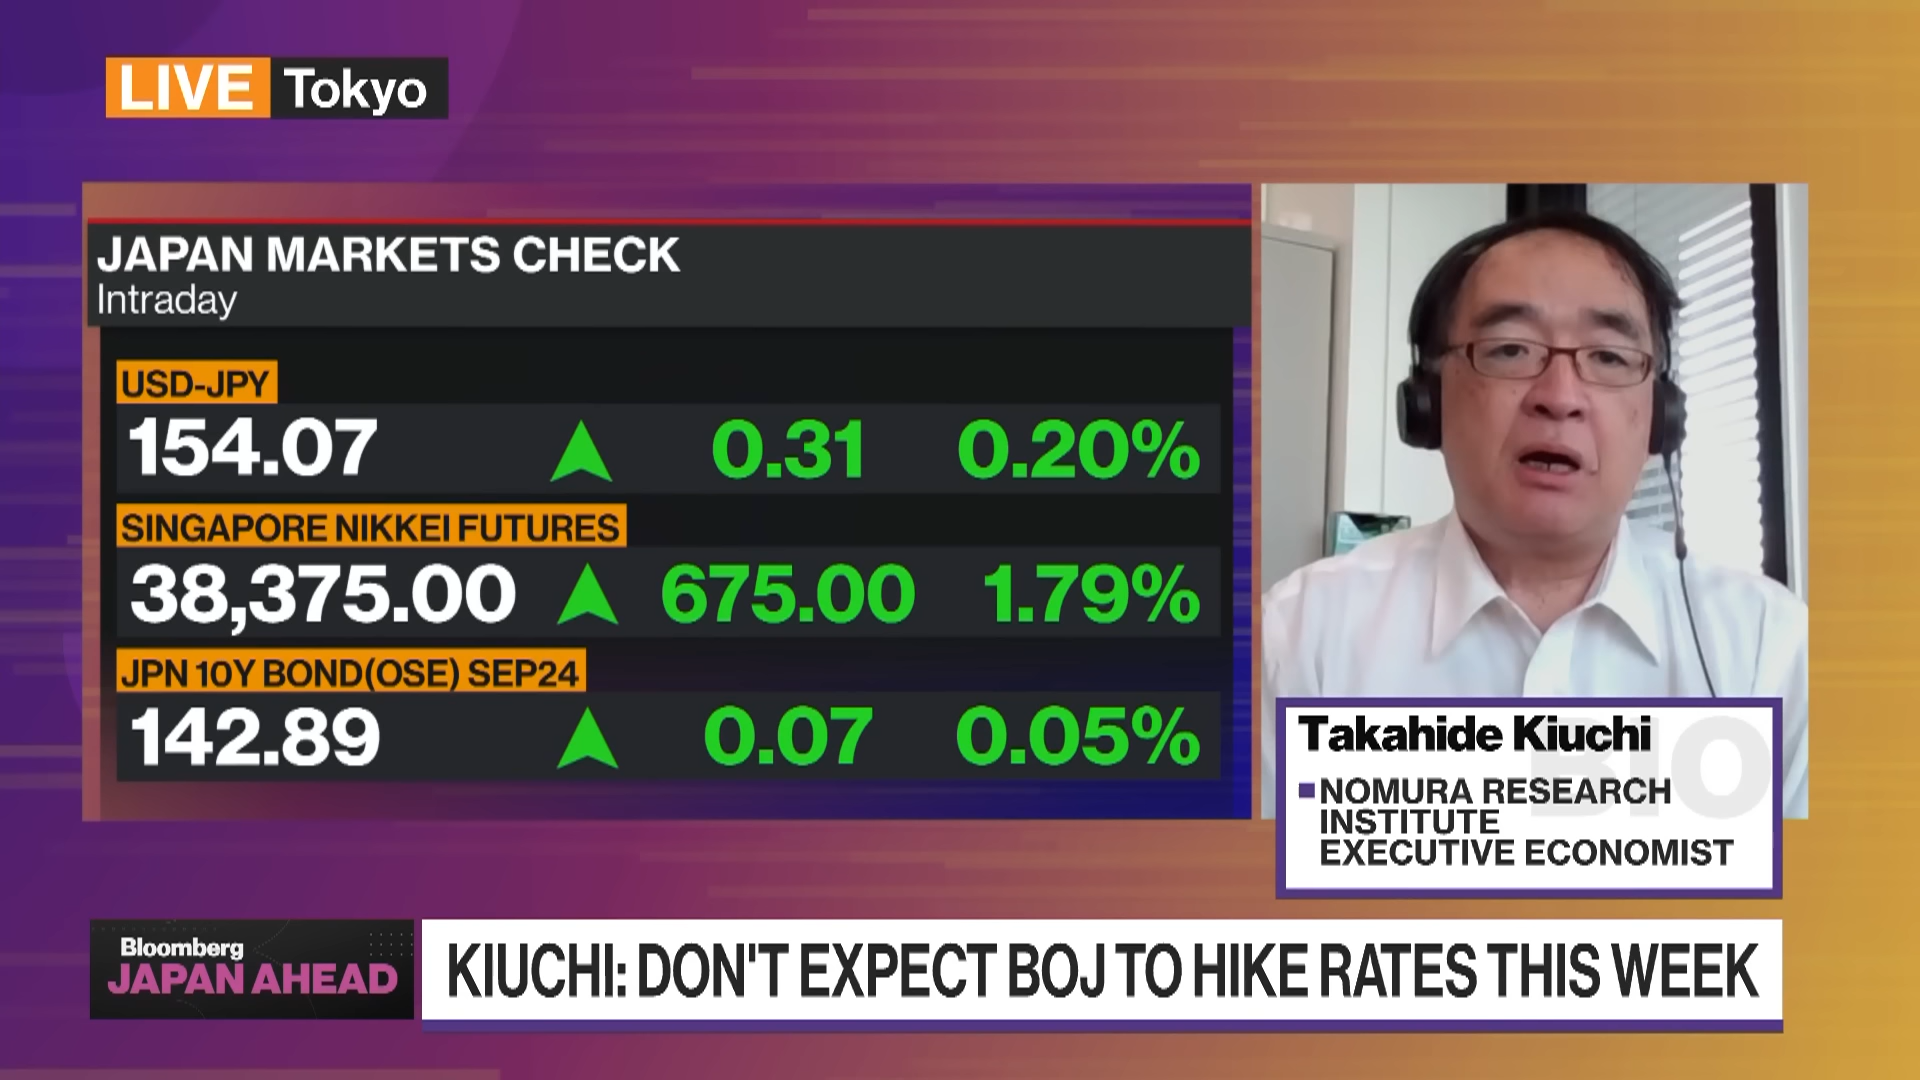 LIVE Tokyo
JAPAN MARKETS CHECK
Intraday
USD-JPY
154.07 ▲ 0.31 0.20%
SINGAPORE NIKKEI FUTURES
38,375.00 ▲ 675.00 1.79%
JPN 10Y BOND(OSE) SEP24
142.89 ▲ 0.07 0.05%
BIO
Takahide Kiuchi
NOMURA RESEARCH
INSTITUTE
EXECUTIVE ECONOMIST
Bloomberg
JAPAN AHEAD
KIUCHI: DON'T EXPECT BOJ TO HIKE RATES THIS WEEK